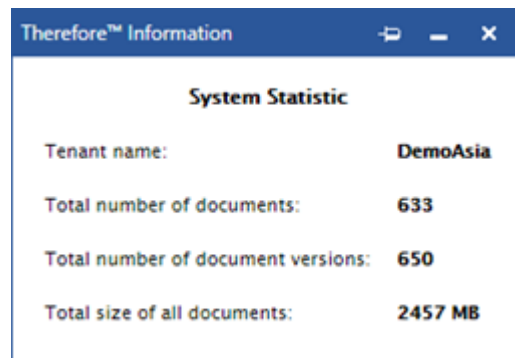 Therefore™ Information
System Statistic
Tenant name: DemoAsia
Total number of documents: 633
Total number of document versions: 650
Total size of all documents: 2457 MB